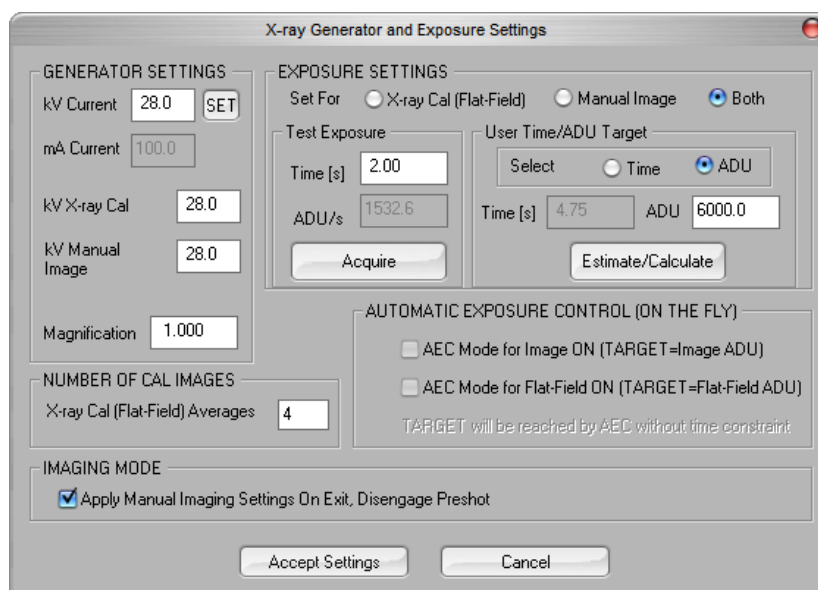 X-ray Generator and Exposure Settings
GENERATOR SETTINGS
kV Current 28.0 SET
mA Current 100.0
kV X-ray Cal 28.0
kV Manual Image 28.0
Magnification 1.000
EXPOSURE SETTINGS
Set For X-ray Cal (Flat-Field) Manual Image Both
Test Exposure
Time [s] 2.00
ADU/s 1532.6
Acquire
User Time/ADU Target
Select Time ADU
Time [s] 4.75 ADU 6000.0
Estimate/Calculate
AUTOMATIC EXPOSURE CONTROL (ON THE FLY)
AEC Mode for Image ON (TARGET=Image ADU)
AEC Mode for Flat-Field ON (TARGET=Flat-Field ADU)
TARGET will be reached by AEC without time constraint
NUMBER OF CAL IMAGES
X-ray Cal (Flat-Field) Averages 4
IMAGING MODE
Apply Manual Imaging Settings On Exit, Disengage Preshot
Accept Settings Cancel